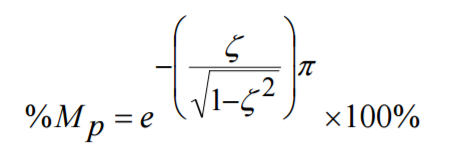 %M_p = e^{-\left(\frac{\zeta}{\sqrt{1-\zeta^2}}\right)\pi} \times 100\%